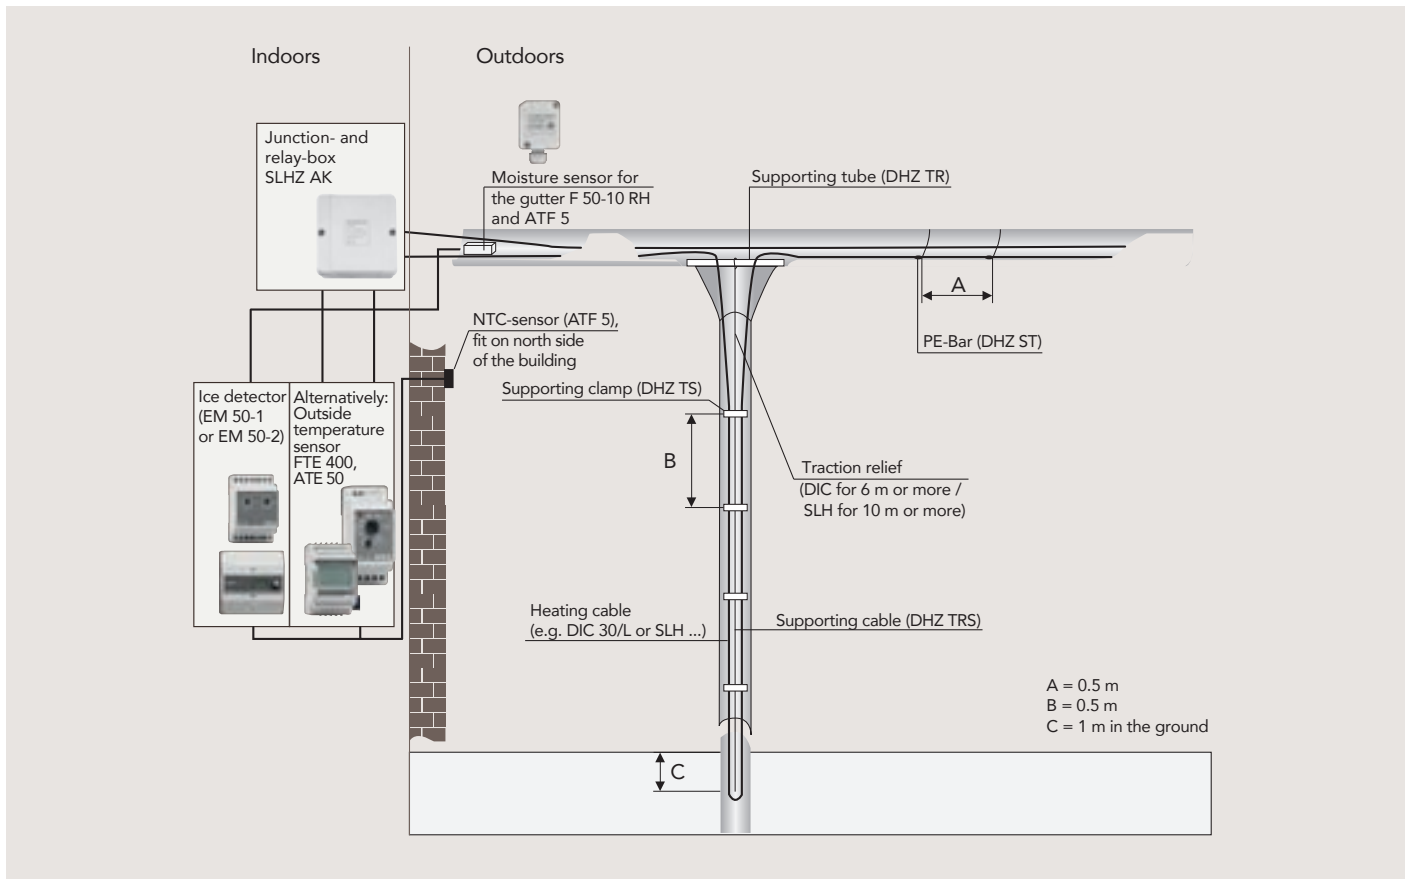 Indoors
Outdoors
Junction- and
relay-box
SLHZ AK
Moisture sensor for
the gutter F 50-10 RH
and ATF 5
Supporting tube (DHZ TR)
A
PE-Bar (DHZ ST)
NTC-sensor (ATF 5),
fit on north side
of the building
Supporting clamp (DHZ TS)
Ice detector
(EM 50-1
or EM 50-2)
Alternatively:
Outside
temperature
sensor
FTE 400,
ATE 50
B
Traction relief
(DIC for 6 m or more /
SLH for 10 m or more)
Heating cable
(e.g. DIC 30/L or SLH ...)
Supporting cable (DHZ TRS)
A = 0.5 m
B = 0.5 m
C = 1 m in the ground
C